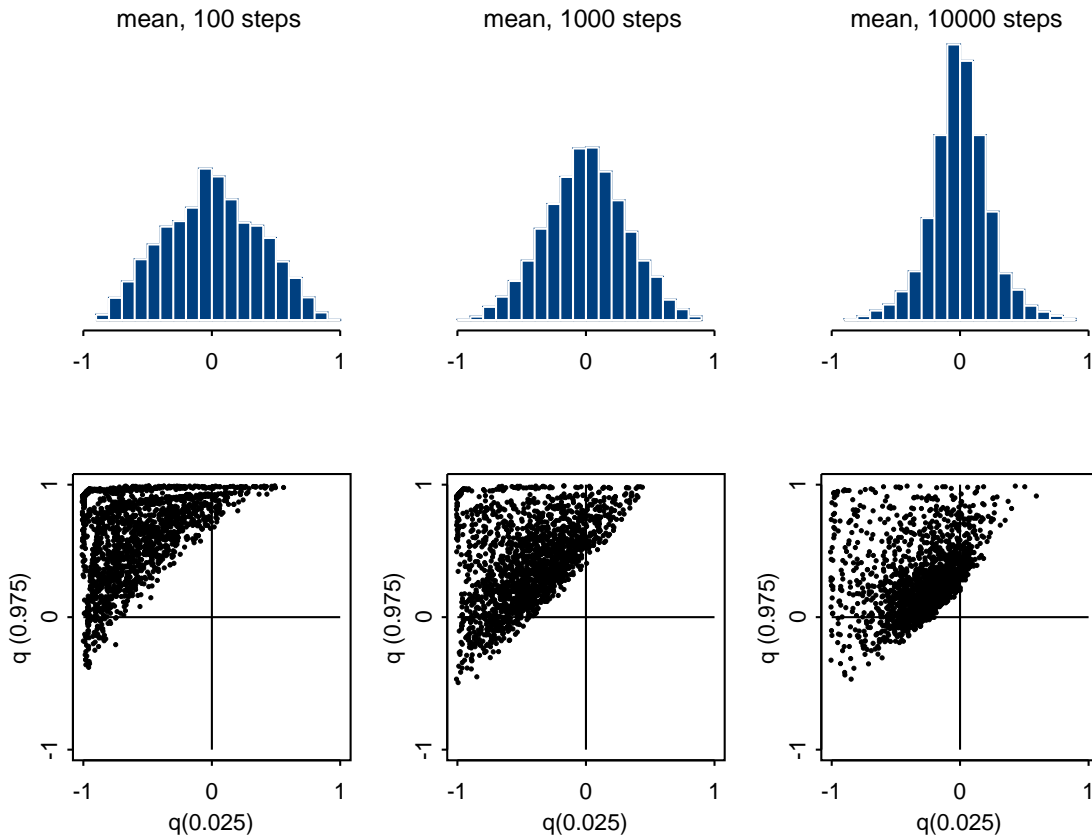 mean, 100 steps
mean, 1000 steps
mean, 10000 steps
-1 0 1
-1 0 1
-1 0 1
q (0.975)
1
0
-1
-1 0 1
q(0.025)
q (0.975)
1
0
-1
-1 0 1
q(0.025)
q (0.975)
1
0
-1
-1 0 1
q(0.025)